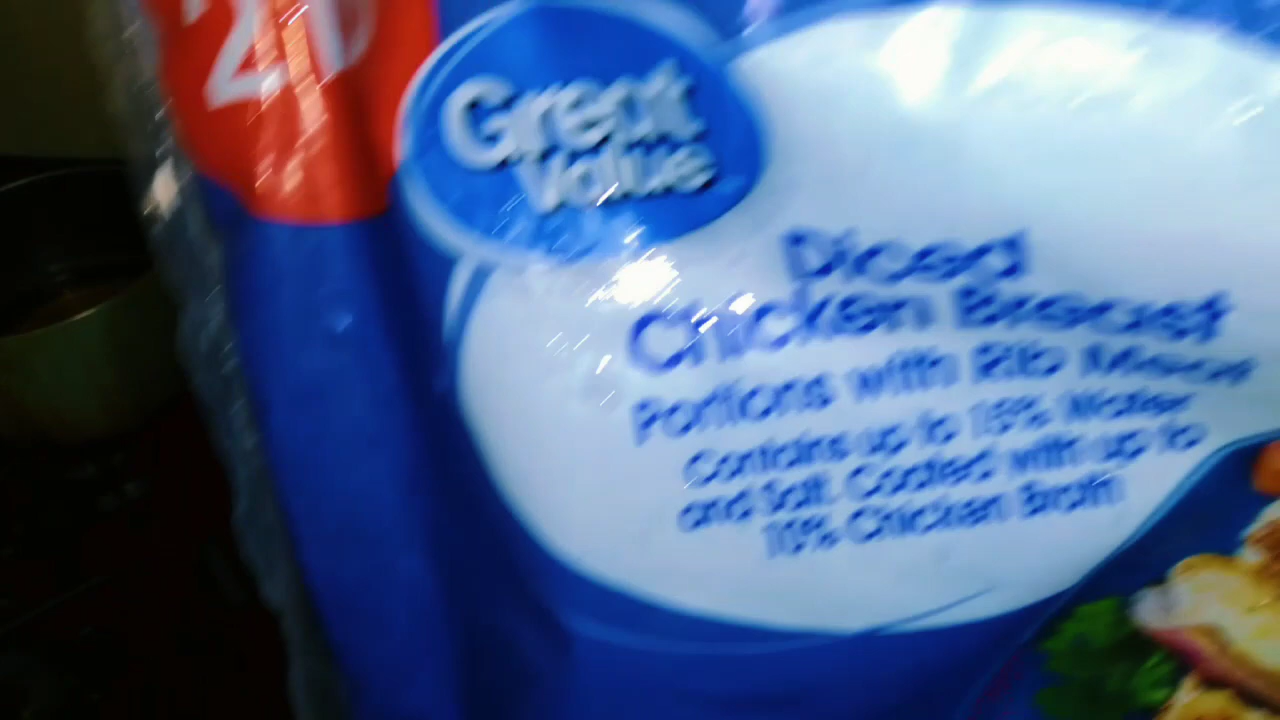 21
Great
Value
Diced
Chicken Breast
Portions with Rib Meat
Contains up to 15% Water
and Salt. Coated with up to
10% Chicken Broth